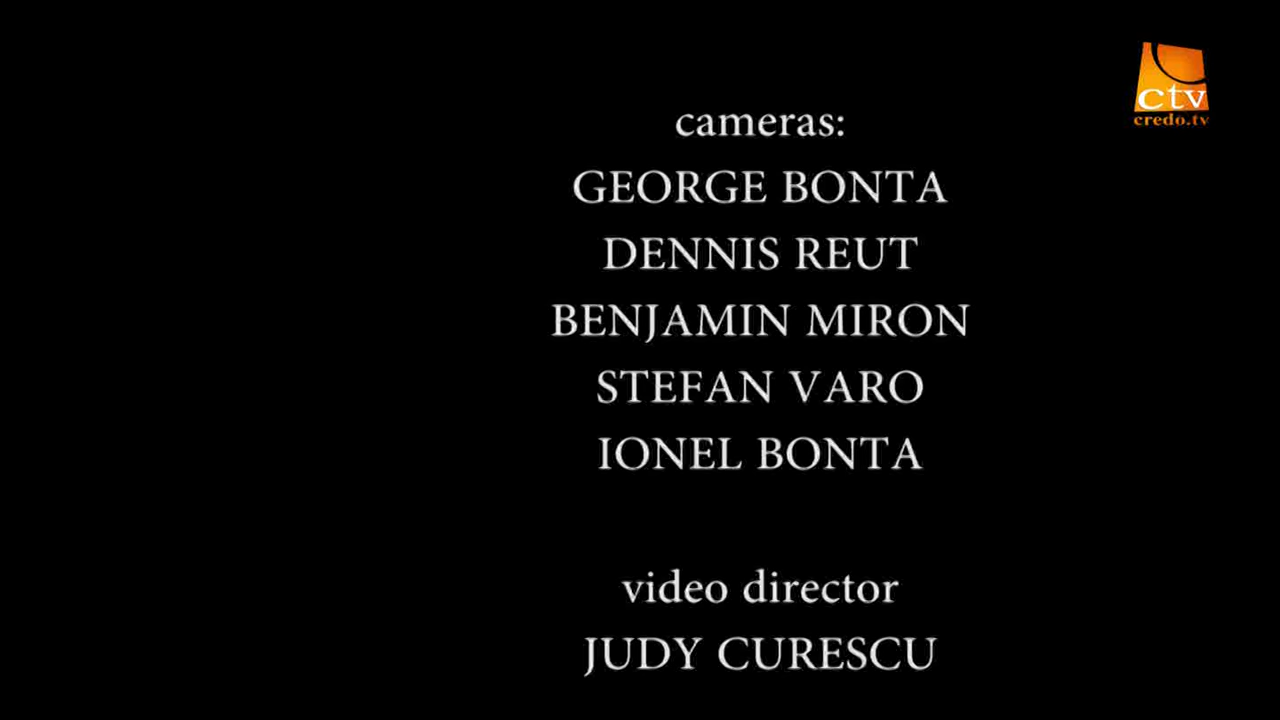 ctv
credo.tv
cameras:
GEORGE BONTA
DENNIS REUT
BENJAMIN MIRON
STEFAN VARO
IONEL BONTA
video director
JUDY CURESCU